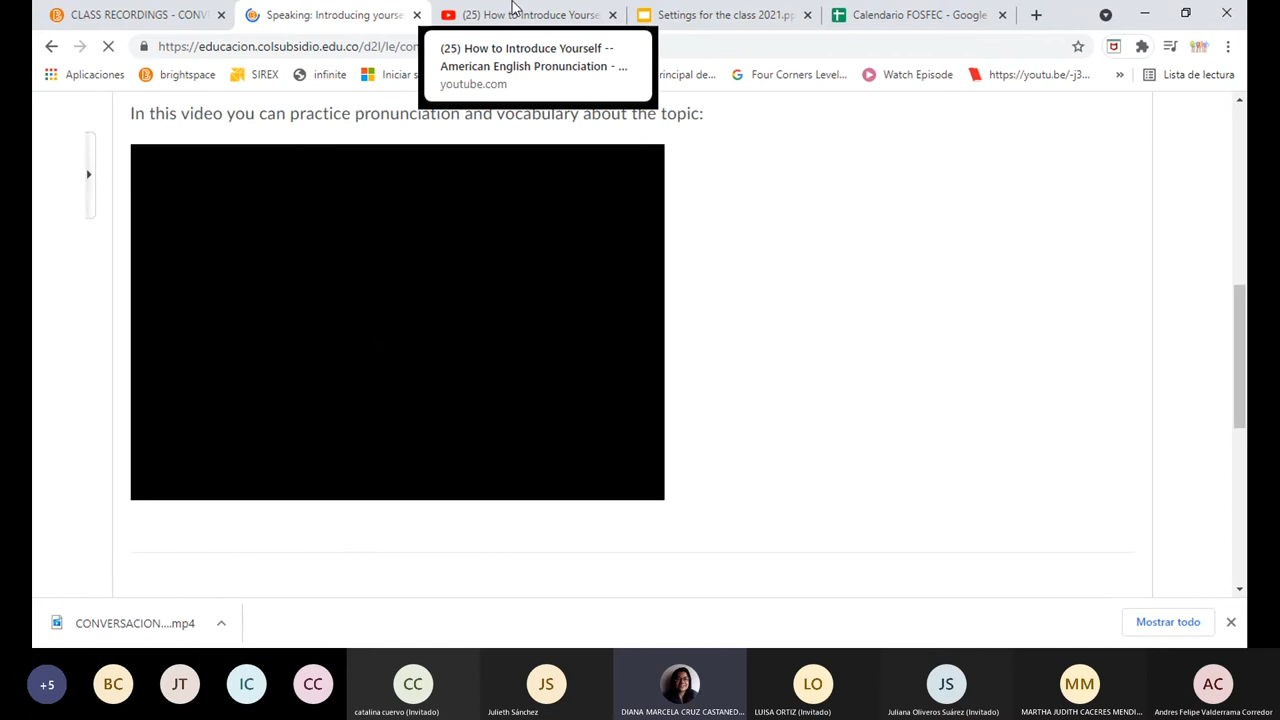 CLASS RECORDINGS - CONV
Speaking: Introducing yourse
(25) How to Introduce Yourse
Settings for the class 2021.pp
Calendario FOSFEC - Google
https://educacion.colsubsidio.edu.co/d2l/le/con
(25) How to Introduce Yourself --
American English Pronunciation - ...
youtube.com
Aplicaciones
brightspace
SIREX
infinite
Iniciar s
principal de...
Four Corners Level...
Watch Episode
https://youtu.be/-j3...
»
Lista de lectura
In this video you can practice pronunciation and vocabulary about the topic:
CONVERSACION....mp4
Mostrar todo
+5
BC
JT
IC
CC
CC
catalina cuervo (Invitado)
JS
Julieth Sánchez
DIANA MARCELA CRUZ CASTANED...
LO
LUISA ORTIZ (Invitado)
JS
Juliana Oliveros Suárez (Invitado)
MM
MARTHA JUDITH CACERES MENDI...
AC
Andres Felipe Valderrama Corredor